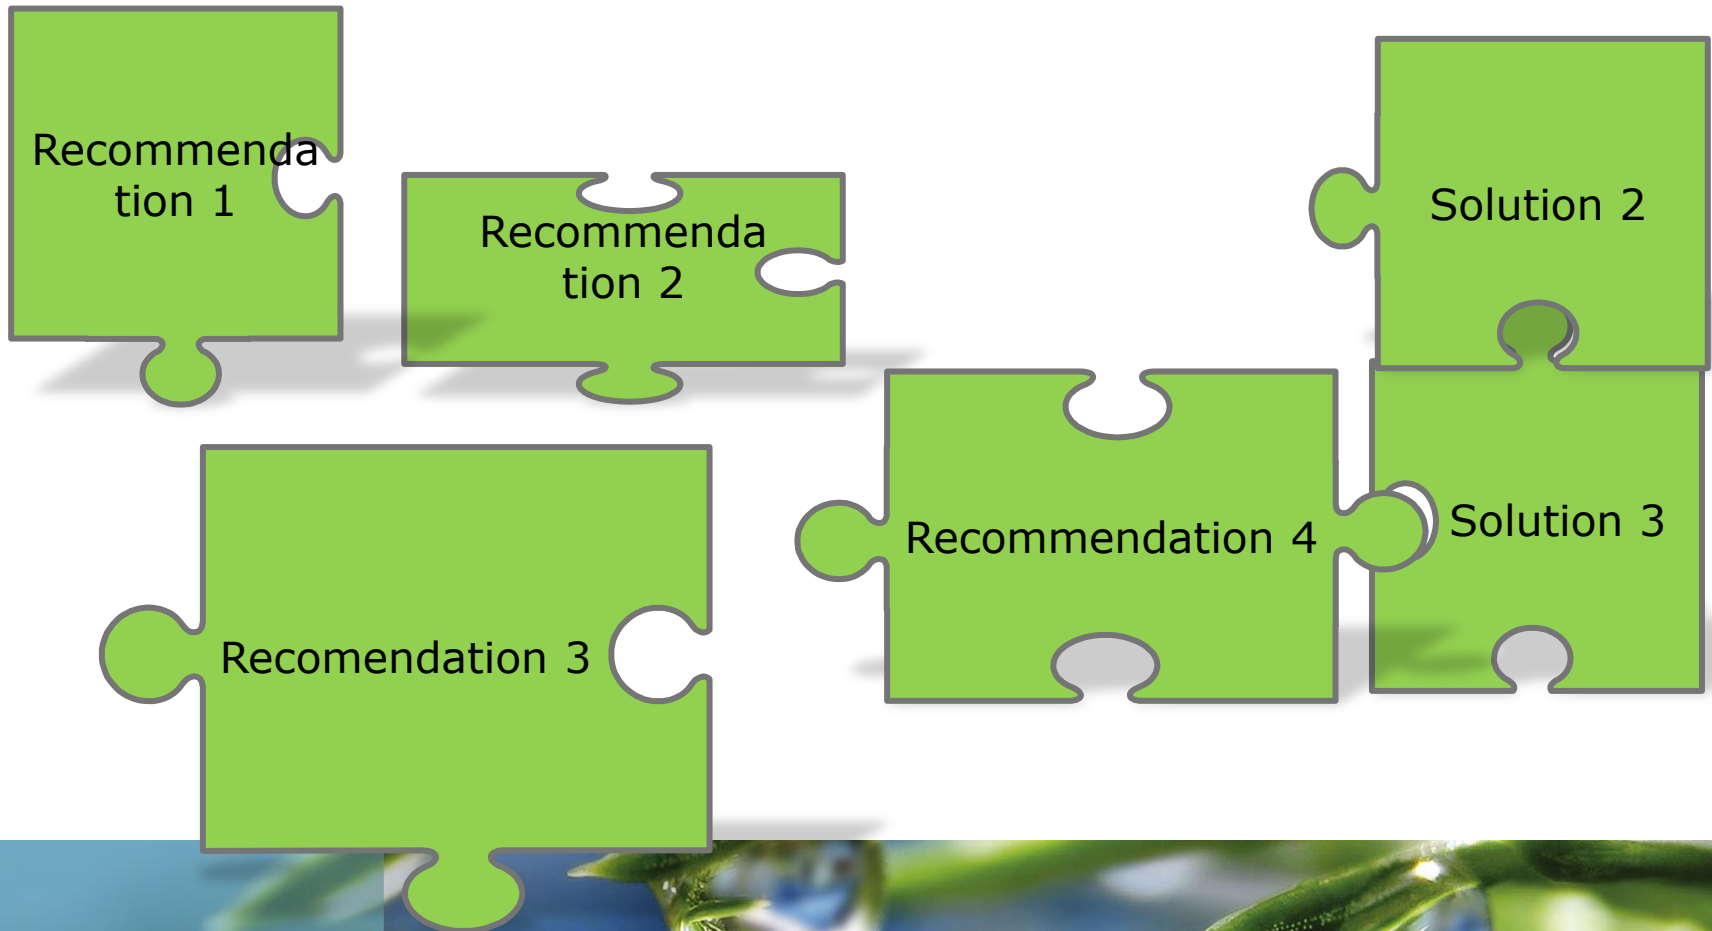 Recommenda
tion 1
Recommenda
tion 2
Solution 2
Recommendation 4
Solution 3
Recomendation 3